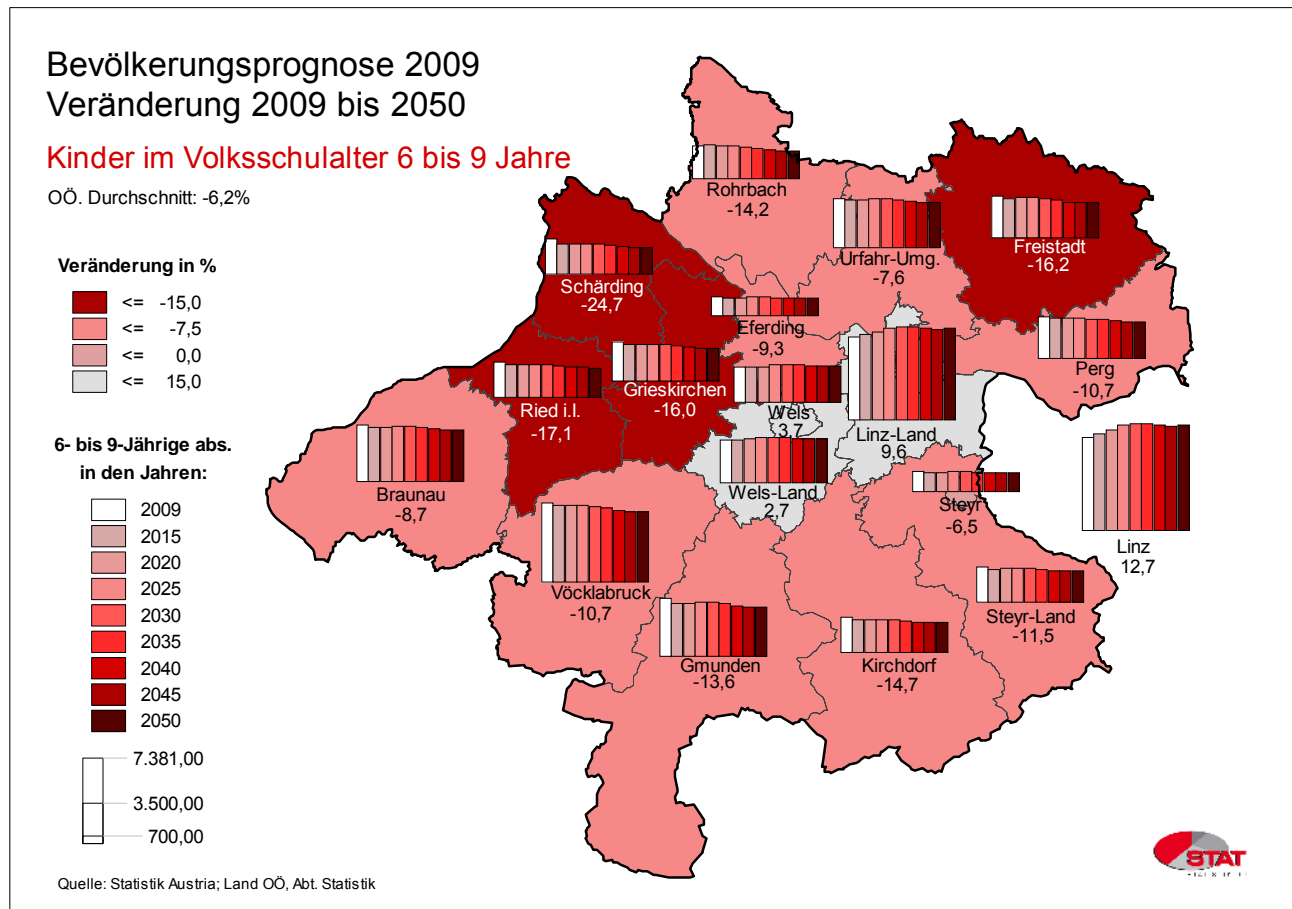 Bevölkerungsprognose 2009
Veränderung 2009 bis 2050
Kinder im Volksschulalter 6 bis 9 Jahre
OÖ. Durchschnitt: -6,2%
Veränderung in %
<= -15,0
<= -7,5
<= 0,0
<= 15,0
6- bis 9-Jährige abs.
in den Jahren:
2009
2015
2020
2025
2030
2035
2040
2045
2050
7.381,00
3.500,00
700,00
Rohrbach
-14,2
Urfahr-Umg.
-7,6
Freistadt
-16,2
Schärding
-24,7
Eferding
-9,3
Perg
-10,7
Ried i.I.
-17,1
Grieskirchen
-16,0
Wels
3,7
Linz-Land
9,6
Braunau
-8,7
Wels-Land
2,7
Steyr
-6,5
Linz
12,7
Vöcklabruck
-10,7
Gmunden
-13,6
Kirchdorf
-14,7
Steyr-Land
-11,5
Quelle: Statistik Austria; Land OÖ, Abt. Statistik
STAT